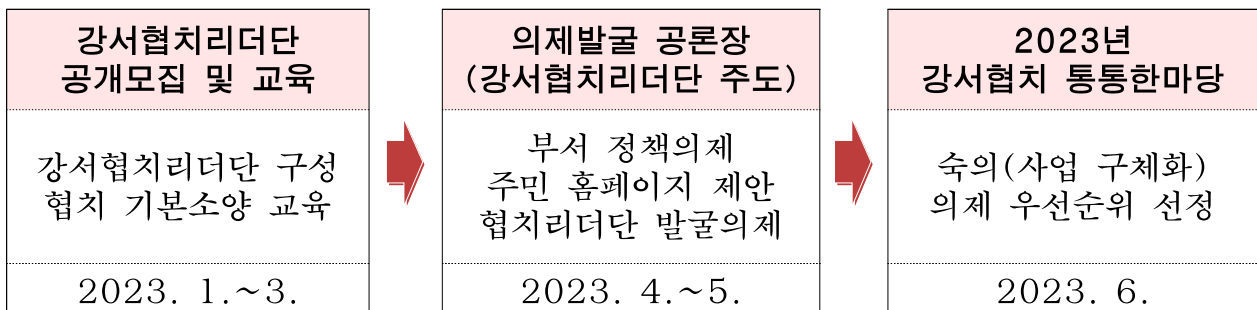 강서협치리더단
공개모집 및 교육
강서협치리더단 구성
협치 기본소양 교육
2023. 1.~3.
의제발굴 공론장
(강서협치리더단 주도)
부서 정책의제
주민 홈페이지 제안
협치리더단 발굴의제
2023. 4.~5.
2023년
강서협치 통통한마당
숙의(사업 구체화)
의제 우선순위 선정
2023. 6.